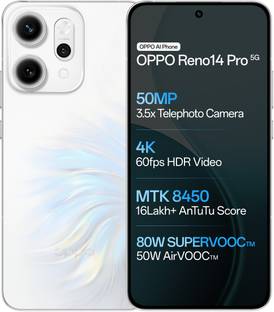 OPPO AI Phone
OPPO Reno14 Pro 5G
50MP
3.5x Telephoto Camera
4K
60fps HDR Video
MTK 8450
16Lakh+ AnTuTu Score
80W SUPERVOOC™
50W AirVOOC™
oppo